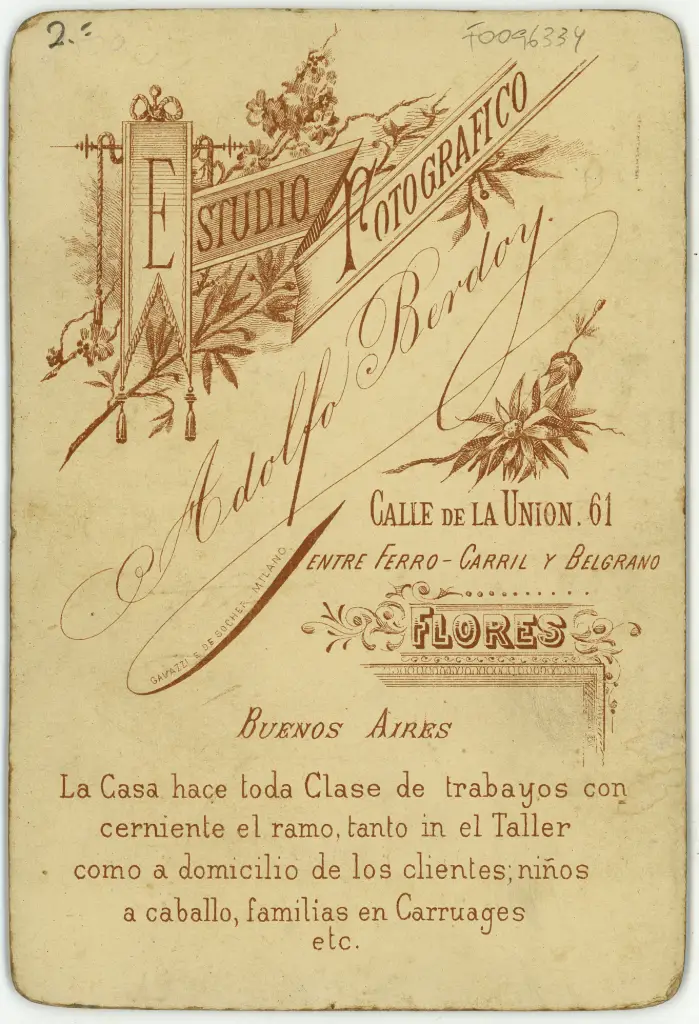 2.=
F0096334
ESTUDIO FOTOGRAFICO
Adolfo Berdoy.
GAVAZZI E DE BOCHER MILANO
CALLE DE LA UNION. 61
ENTRE FERRO-CARRIL Y BELGRANO
FLORES
BUENOS AIRES
La Casa hace toda Clase de trabayos con
cerniente el ramo, tanto in el Taller
como a domicilio de los clientes; niños
a caballo, familias en Carruages
etc.